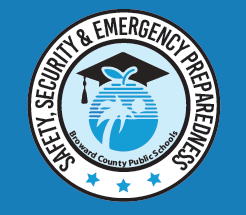 SAFETY, SECURITY & EMERGENCY PREPAREDNESS
Broward County Public Schools